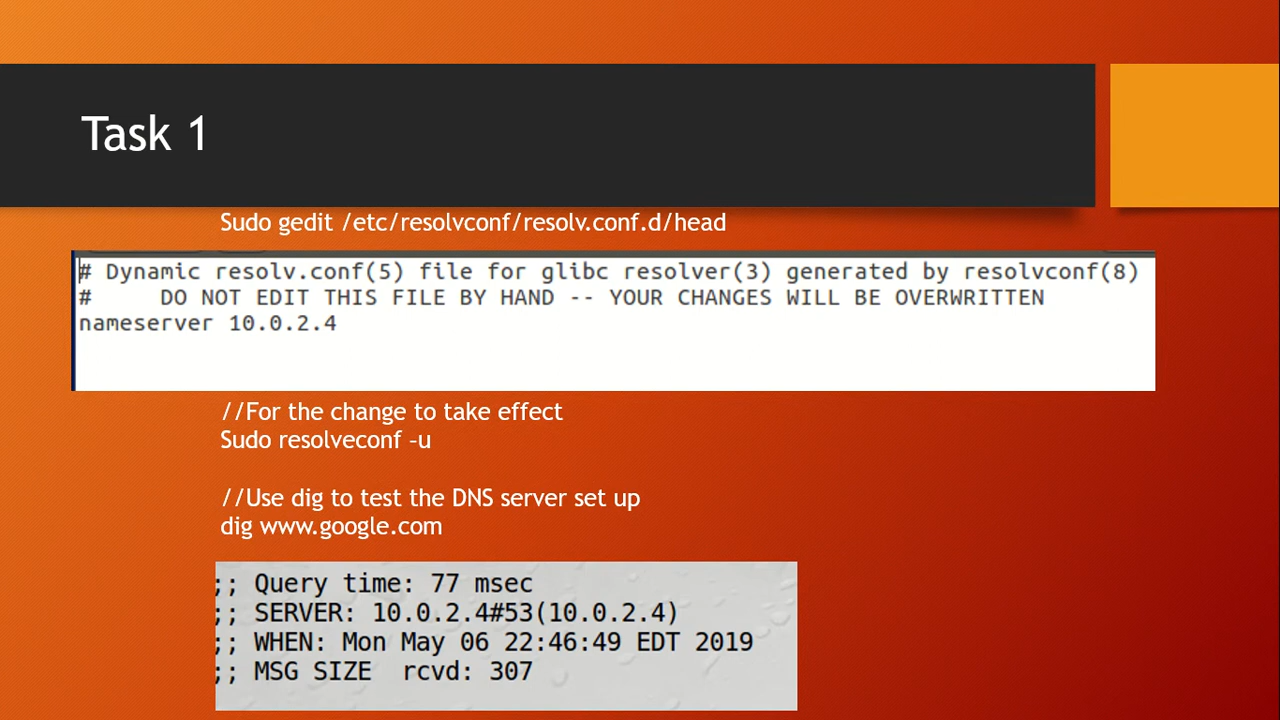 Task 1
Sudo gedit /etc/resolvconf/resolv.conf.d/head
# Dynamic resolv.conf(5) file for glibc resolver(3) generated by resolvconf(8)
#     DO NOT EDIT THIS FILE BY HAND -- YOUR CHANGES WILL BE OVERWRITTEN
nameserver 10.0.2.4
//For the change to take effect
Sudo resolveconf –u
//Use dig to test the DNS server set up
dig www.google.com
;; Query time: 77 msec
;; SERVER: 10.0.2.4#53(10.0.2.4)
;; WHEN: Mon May 06 22:46:49 EDT 2019
;; MSG SIZE  rcvd: 307